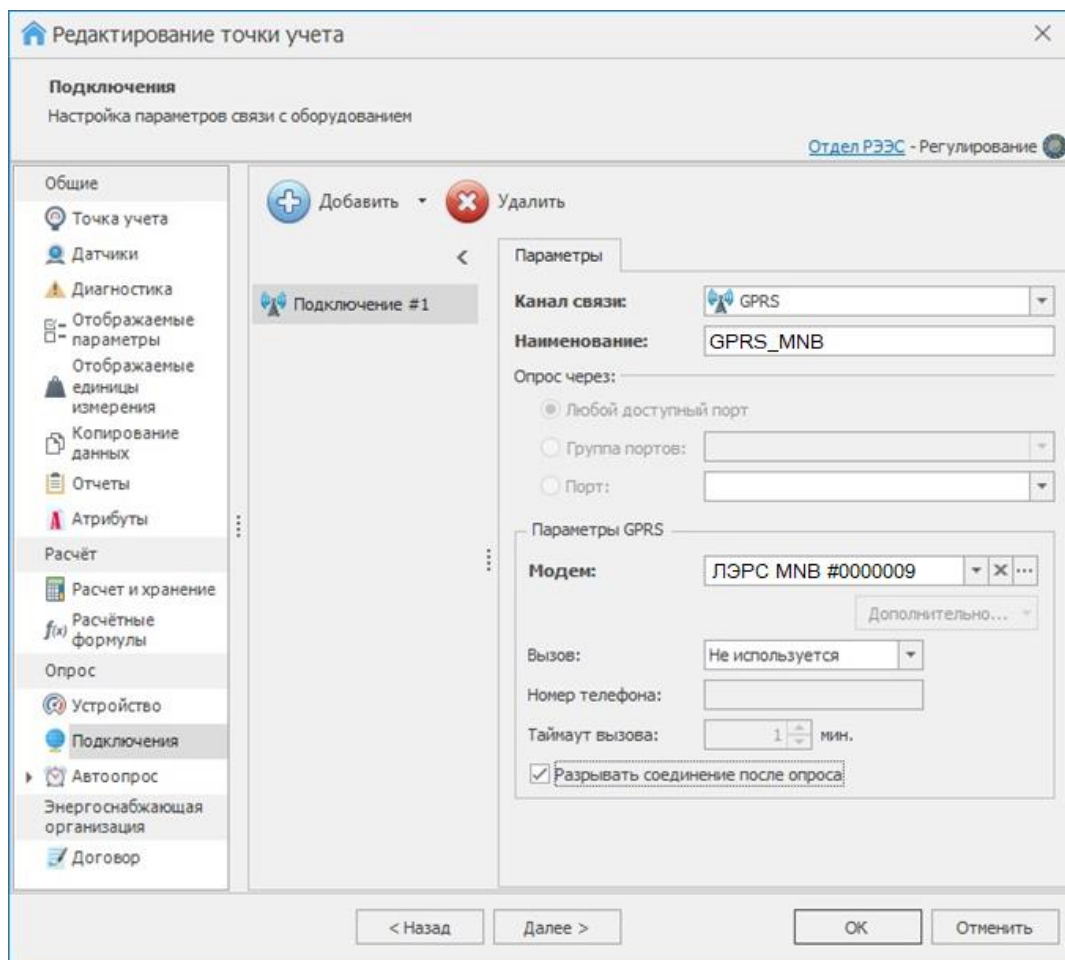 Редактирование точки учета
Подключения
Настройка параметров связи с оборудованием
Отдел РЭЭС - Регулирование
Общие
Точка учета
Датчики
Диагностика
Отображаемые
параметры
Отображаемые
единицы
измерения
Копирование
данных
Отчеты
Атрибуты
Расчёт
Расчет и хранение
f(x) Расчётные
формулы
Опрос
Устройство
Подключения
Автоопрос
Энергоснабжающая
организация
Договор
Добавить
Удалить
Подключение #1
Параметры
Канал связи: GPRS
Наименование: GPRS_MNB
Опрос через:
Любой доступный порт
Группа портов:
Порт:
Параметры GPRS
Модем: ЛЭРС MNB #0000009
Дополнительно...
Вызов: Не используется
Номер телефона:
Таймаут вызова: 1 мин.
Разрывать соединение после опроса
< Назад
Далее >
ОК
Отменить